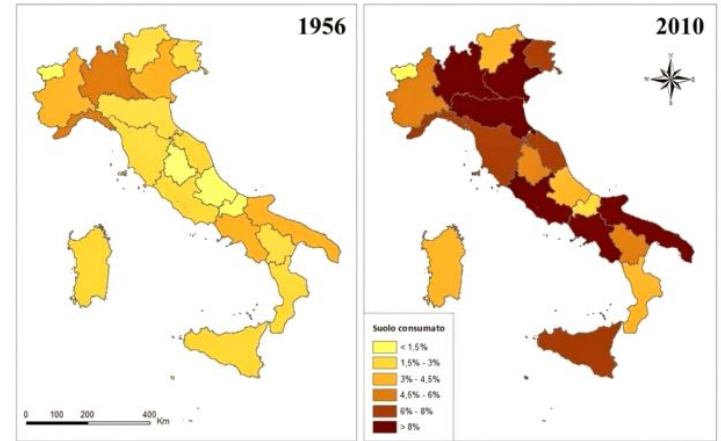 1956
2010
N
Suolo consumato
< 1,5%
1,5% - 3%
3% - 4,5%
4,5% - 6%
6% - 8%
> 8%
0 100 200 400
Km